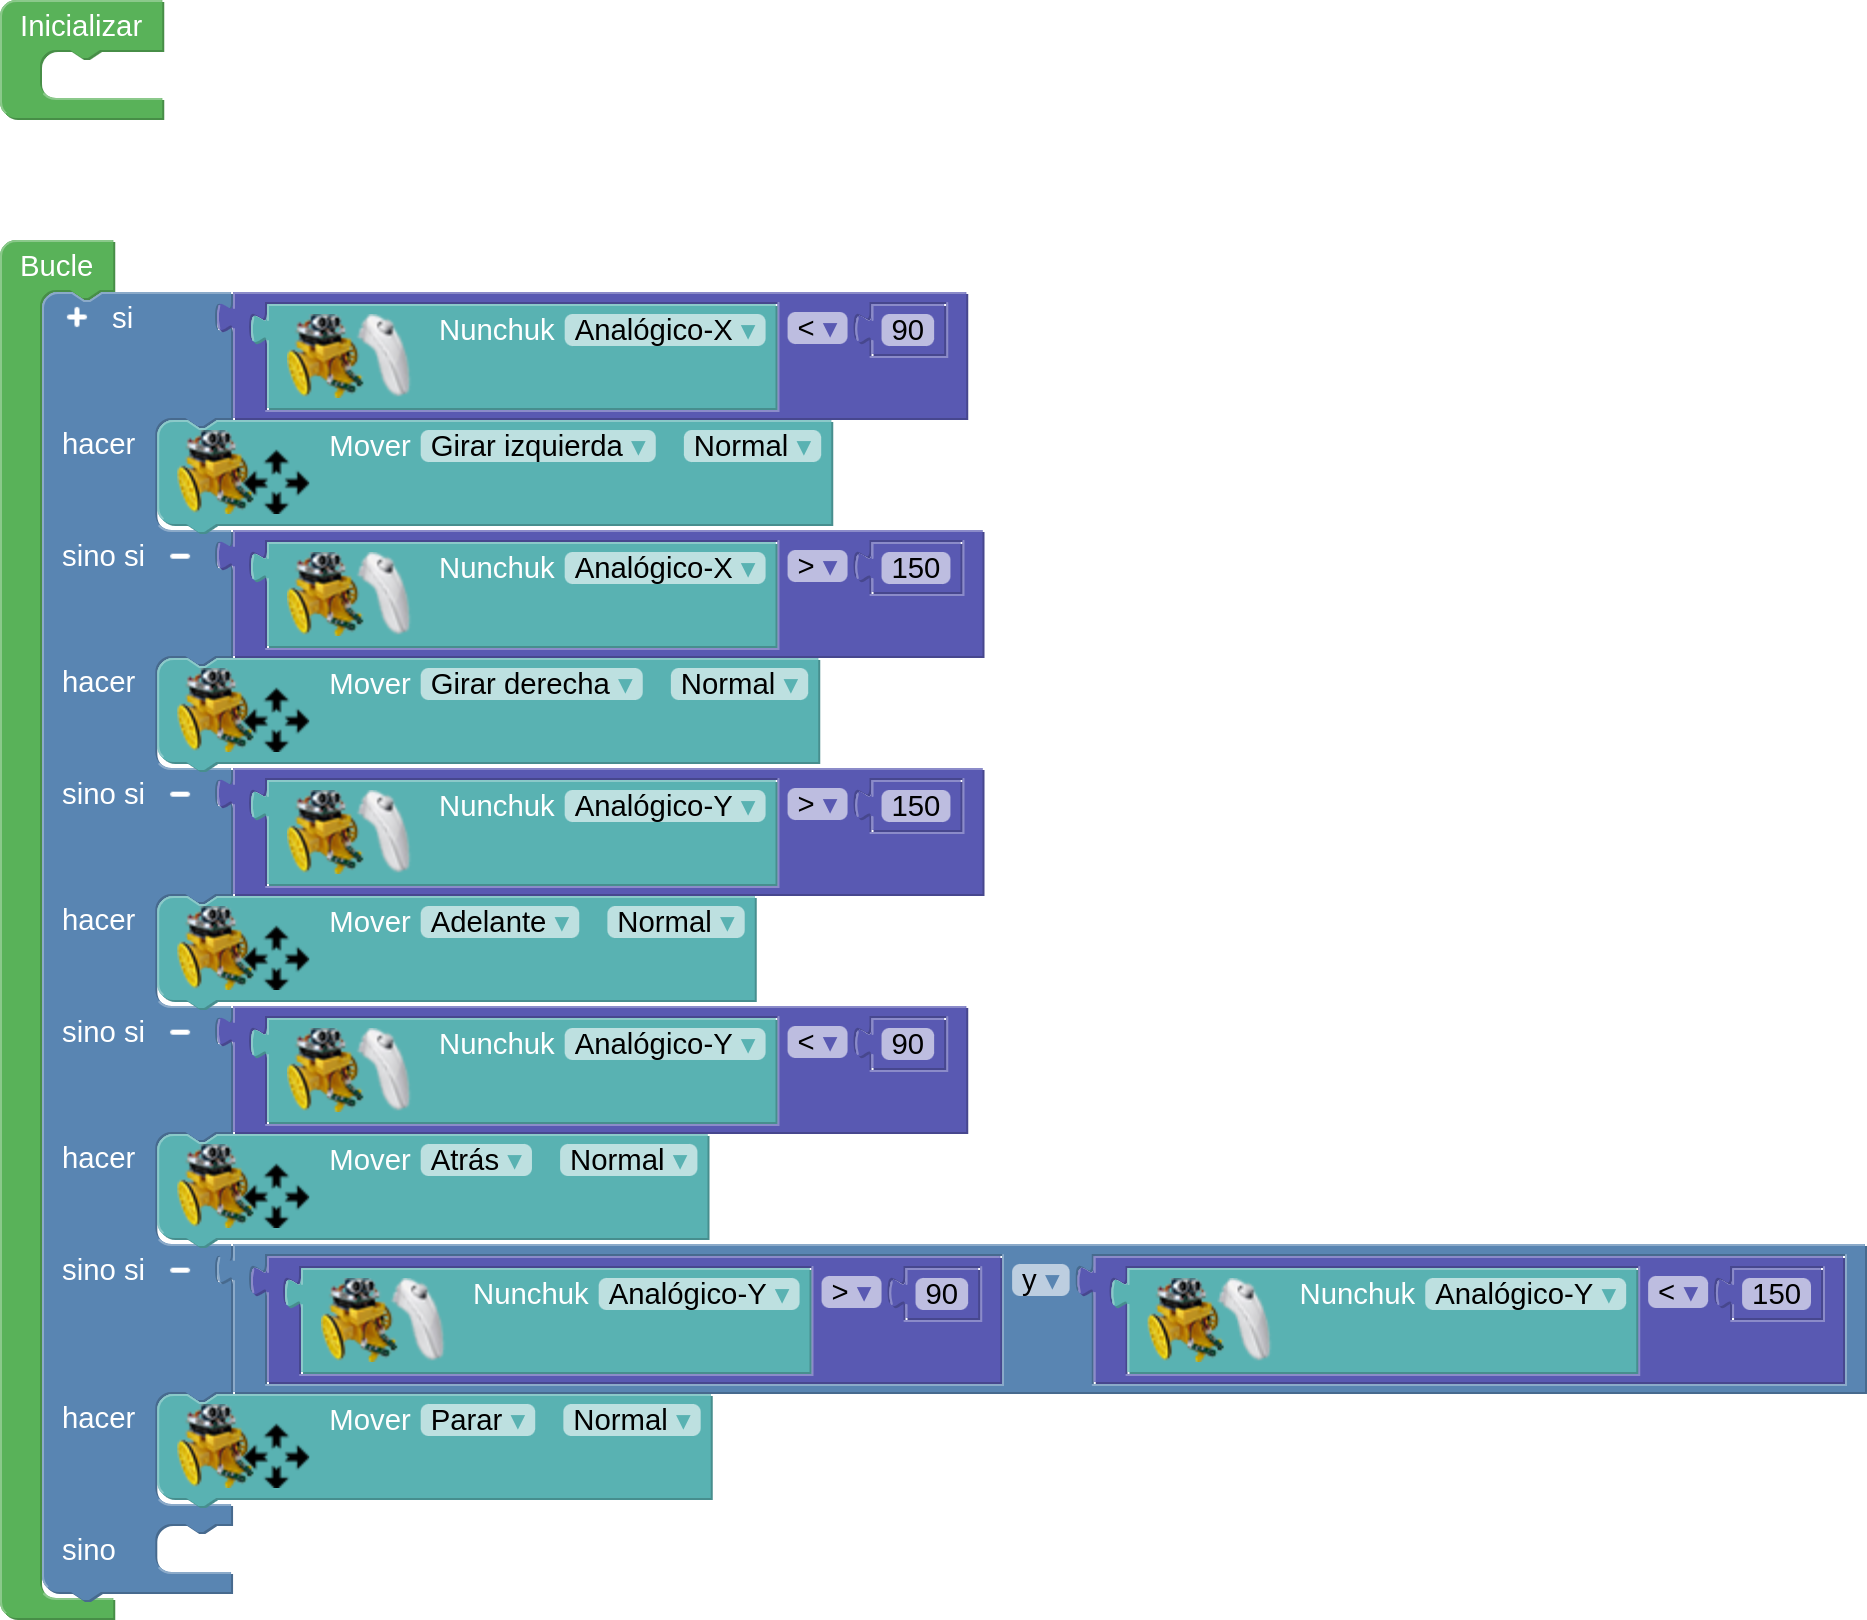 Inicializar
Bucle
si Nunchuk Analógico-X < 90
hacer Mover Girar izquierda Normal
sino si Nunchuk Analógico-X > 150
hacer Mover Girar derecha Normal
sino si Nunchuk Analógico-Y > 150
hacer Mover Adelante Normal
sino si Nunchuk Analógico-Y < 90
hacer Mover Atrás Normal
sino si Nunchuk Analógico-Y > 90 y Nunchuk Analógico-Y < 150
hacer Mover Parar Normal
sino